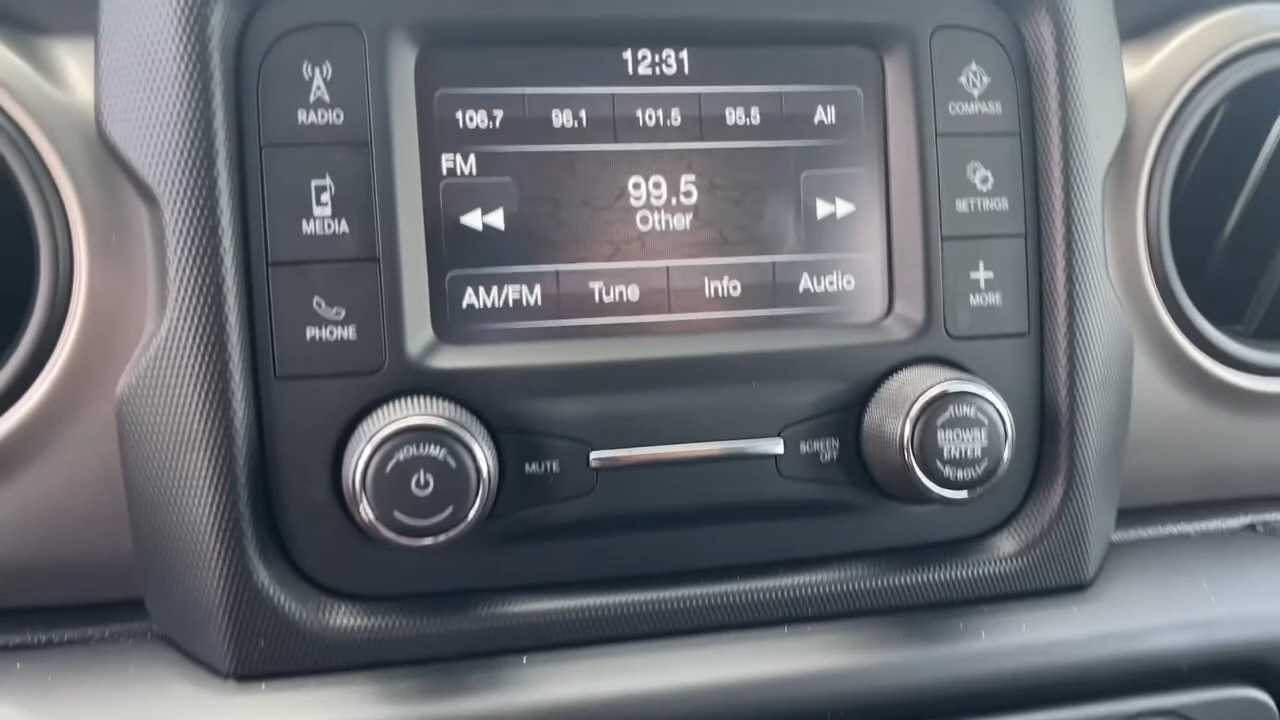 12:31
106.7 96.1 101.5 95.5 All
FM
99.5
Other
AM/FM Tune Info Audio
RADIO
MEDIA
PHONE
COMPASS
N
SETTINGS
MORE
VOLUME
MUTE
SCREEN
OFF
TUNE
BROWSE
ENTER
SCROLL